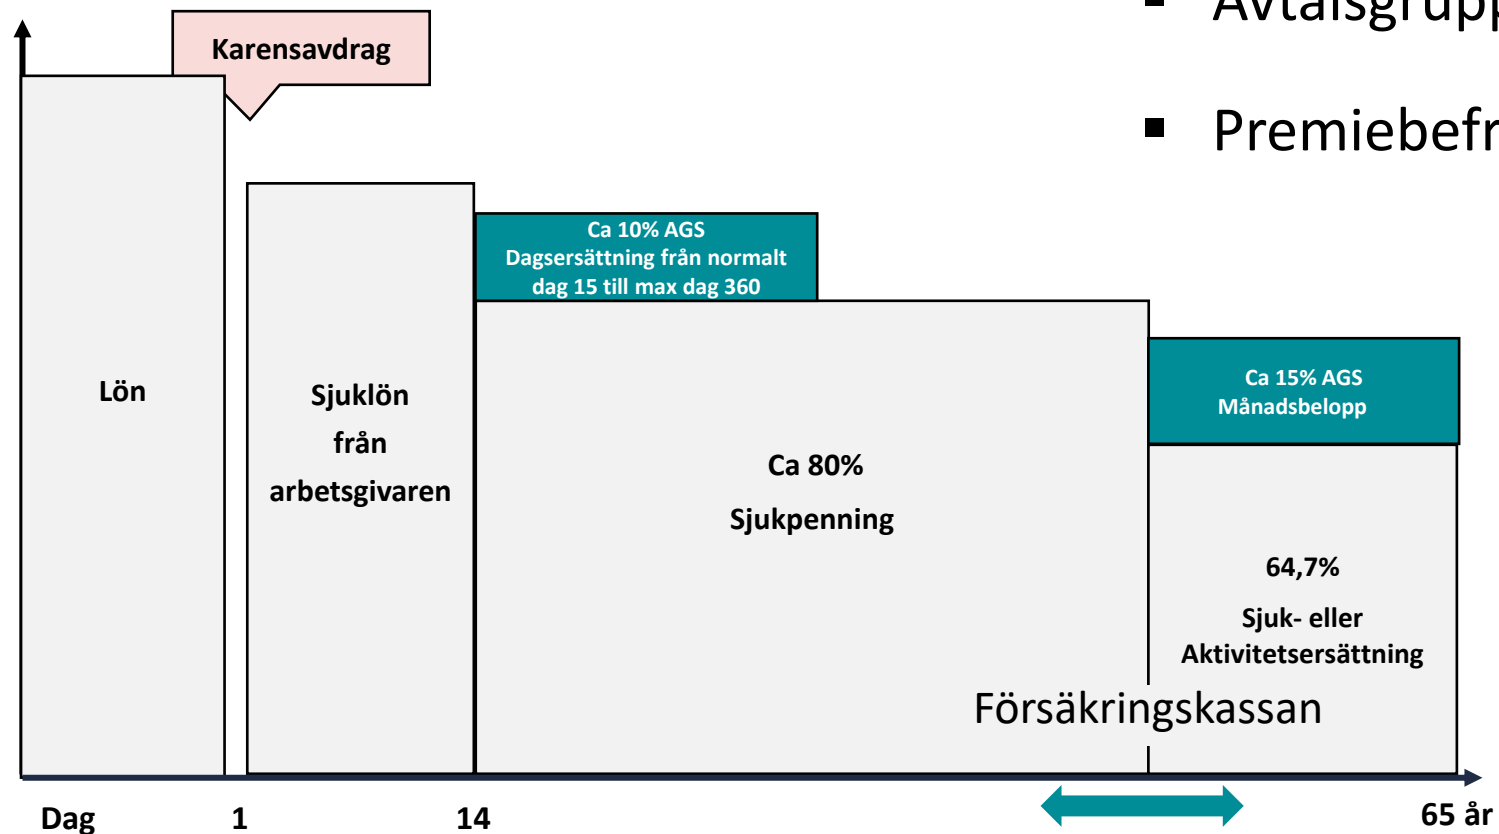 Karensavdrag
Lön
Sjuklön
från
arbetsgivaren
Ca 10% AGS
Dagsersättning från normalt
dag 15 till max dag 360
Ca 80%
Sjukpenning
Ca 15% AGS
Månadsbelopp
64,7%
Sjuk- eller
Aktivitetsersättning
Försäkringskassan
Dag 1 14 65 år